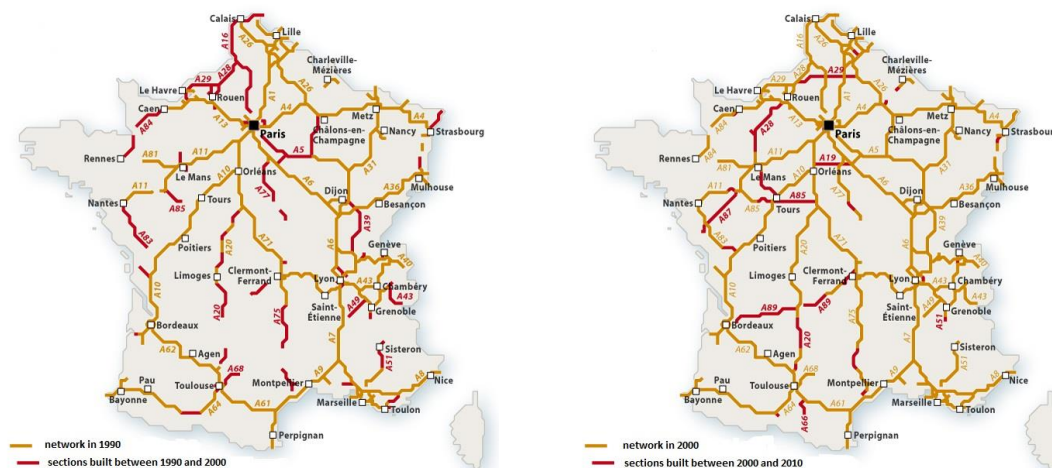 Calais
Lille
A16
A26
Charleville-
Mézières
A29
A28
Le Havre
Rouen
A1
A26
Caen
A13
A4
Metz
A4
A84
Paris
Châlons-en-
Champagne
Nancy
Strasbourg
Rennes
A81
A11
A5
A31
Le Mans
A10
Orléans
A77
A6
Dijon
A36
Mulhouse
A11
A85
Tours
Besançon
Nantes
A39
A83
Poitiers
A20
A71
A6
Genève
A40
Limoges
Clermont-
Ferrand
Lyon
A43
Chambéry
A10
A20
A75
Saint-
Étienne
A49
A43
Grenoble
Bordeaux
A7
Sisteron
A62
Agen
A51
A68
Pau
Toulouse
Montpellier
A9
A8
Nice
Bayonne
A64
A61
Marseille
Toulon
Perpignan
network in 1990
sections built between 1990 and 2000
Calais
Lille
A16
A26
Charleville-
Mézières
A29
A29
A28
Le Havre
Rouen
A1
A26
Caen
A13
A4
Metz
A4
A84
A28
Paris
Châlons-en-
Champagne
Nancy
Strasbourg
Rennes
A81
A11
A5
A31
Le Mans
A10
A19
Orléans
A77
A6
Dijon
A36
Mulhouse
A11
A85
Tours
Besançon
Nantes
A87
A39
A83
Poitiers
A20
A71
A6
Genève
A40
Limoges
Clermont-
Ferrand
Lyon
A43
Chambéry
A10
A89
A89
A75
Saint-
Étienne
A49
A43
Grenoble
A51
Bordeaux
A20
A7
Sisteron
A62
Agen
A51
A68
Pau
Toulouse
Montpellier
A9
A8
Nice
Bayonne
A64
A61
Marseille
Toulon
A66
Perpignan
network in 2000
sections built between 2000 and 2010